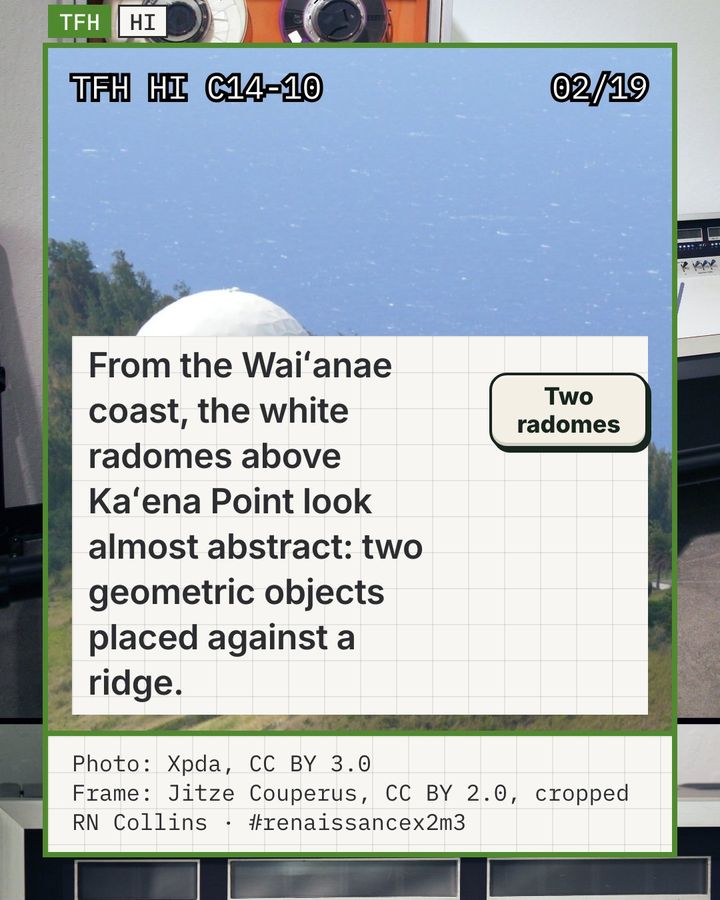 TFH HI
TFH HI C14-10
02/19
From the Waiʻanae
coast, the white
radomes above
Kaʻena Point look
almost abstract: two
geometric objects
placed against a
ridge.
Two
radomes
Photo: Xpda, CC BY 3.0
Frame: Jitze Couperus, CC BY 2.0, cropped
RN Collins · #renaissancex2m3